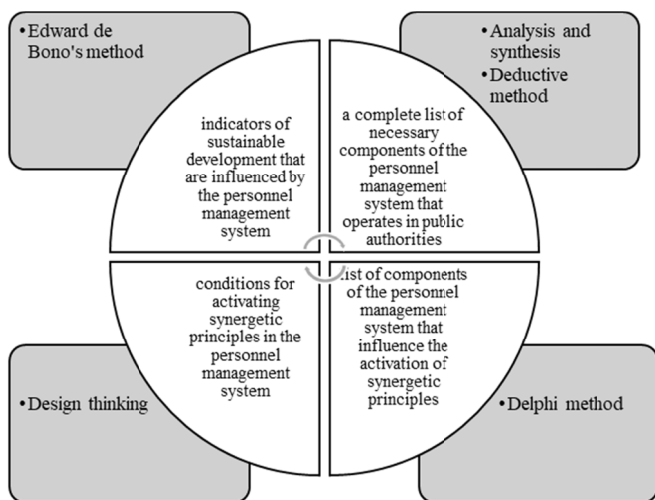 •Edward de
Bono's method
•Analysis and
synthesis
•Deductive
method
indicators of
sustainable
development that
are influenced by
the personnel
management
system
a complete list of
necessary
components of the
personnel
management
system that
operates in public
authorities
conditions for
activating
synergetic
principles in the
personnel
management
system
list of components
of the personnel
management
system that
influence the
activation of
synergetic
principles
•Design thinking
•Delphi method